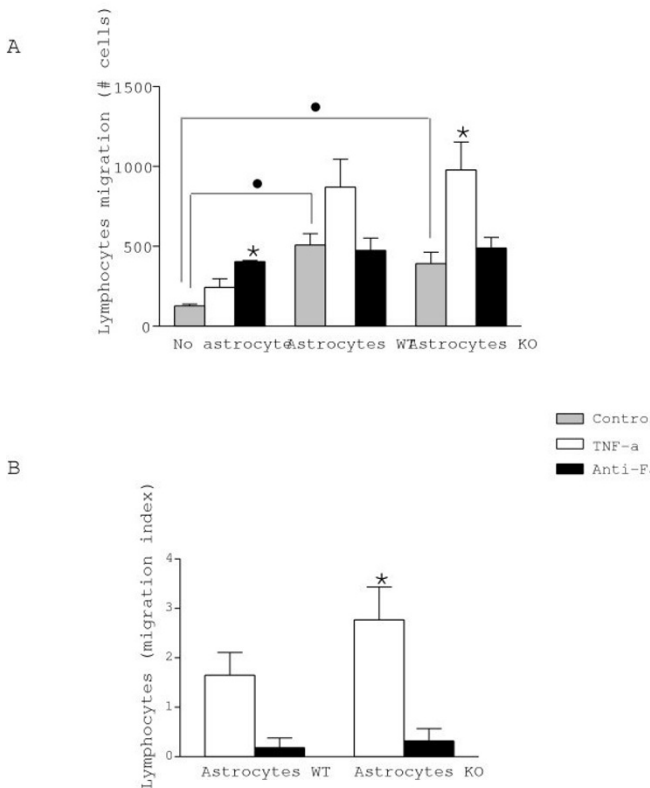 A
Lymphocytes migration (# cells)
1500
1000
500
0
No astrocyte Astrocytes WT Astrocytes KO
Contro
TNF-a
Anti-F
B
Lymphocytes (migration index)
4
3
2
1
0
Astrocytes WT Astrocytes KO